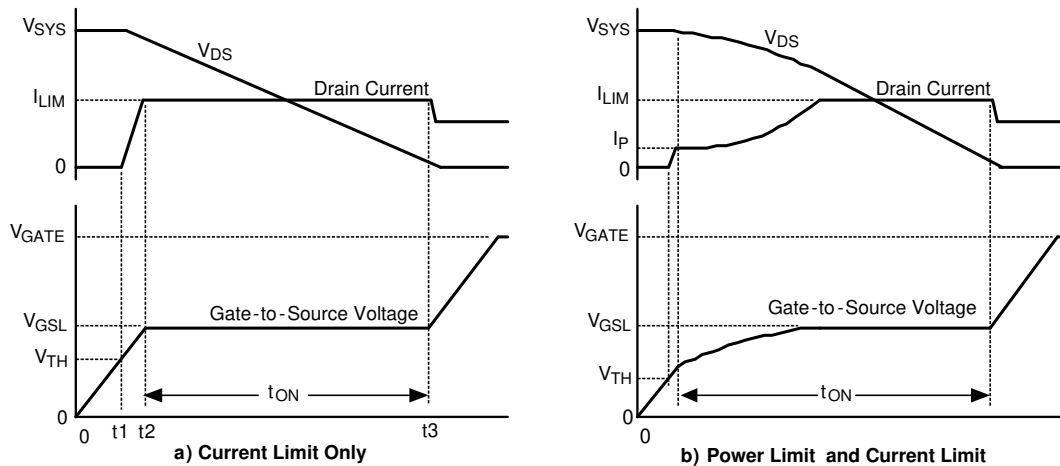 VSYS
VDS
ILIM
Drain Current
0
VGATE
VGSL
Gate-to-Source Voltage
VTH
tON
0
0
t1
t2
t3
a) Current Limit Only
VSYS
VDS
ILIM
Drain Current
IP
0
VGATE
VGSL
Gate-to-Source Voltage
VTH
tON
0
0
b) Power Limit and Current Limit